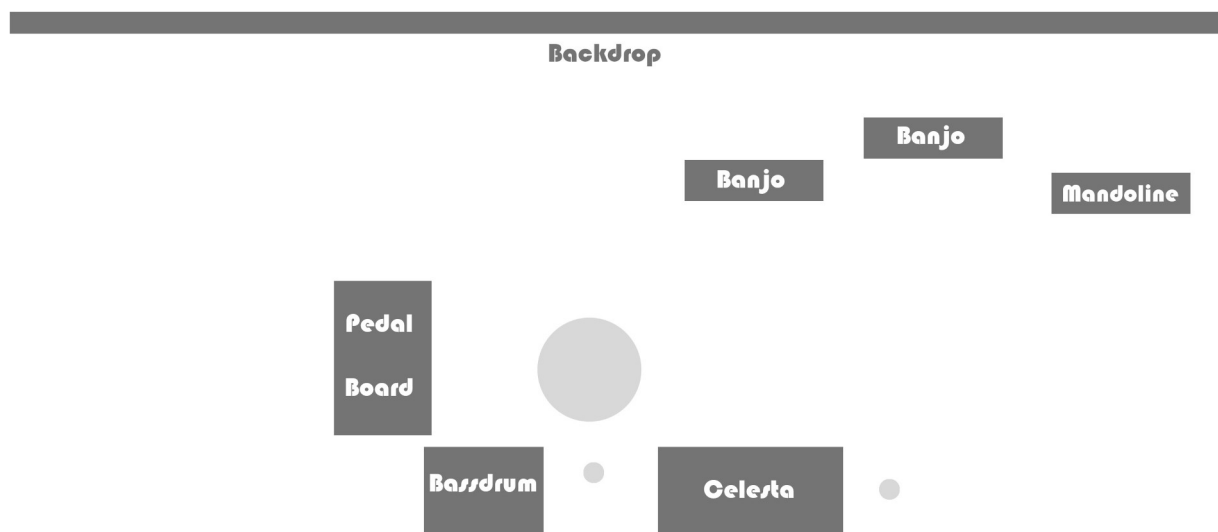 Backdrop
Banjo
Banjo
Mandoline
Pedal
Board
Bassdrum
Celesta